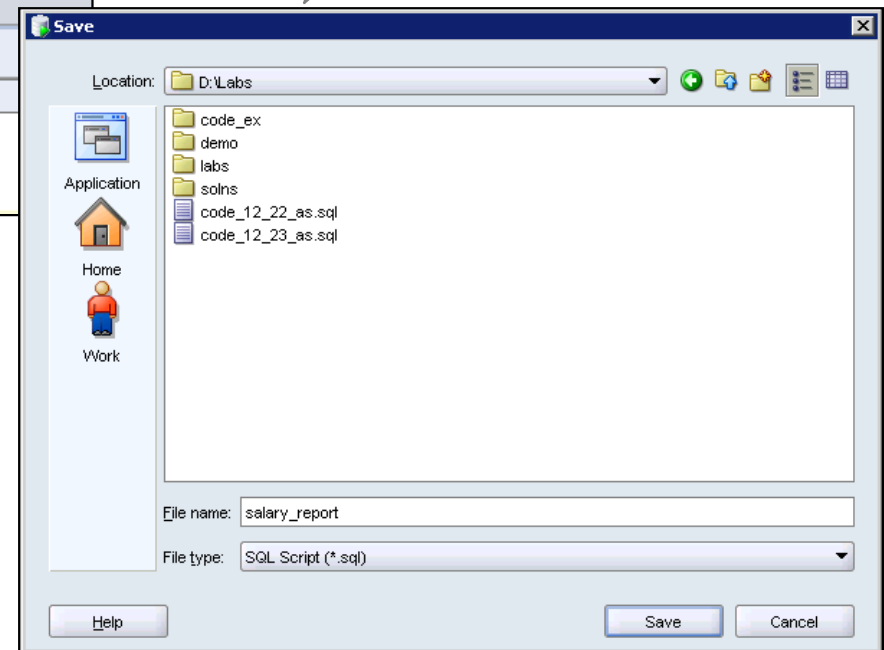 Save
Location: D:\Labs
code_ex
demo
labs
solns
code_12_22_as.sql
code_12_23_as.sql
Application
Home
Work
File name: salary_report
File type: SQL Script (*.sql)
Help Save Cancel